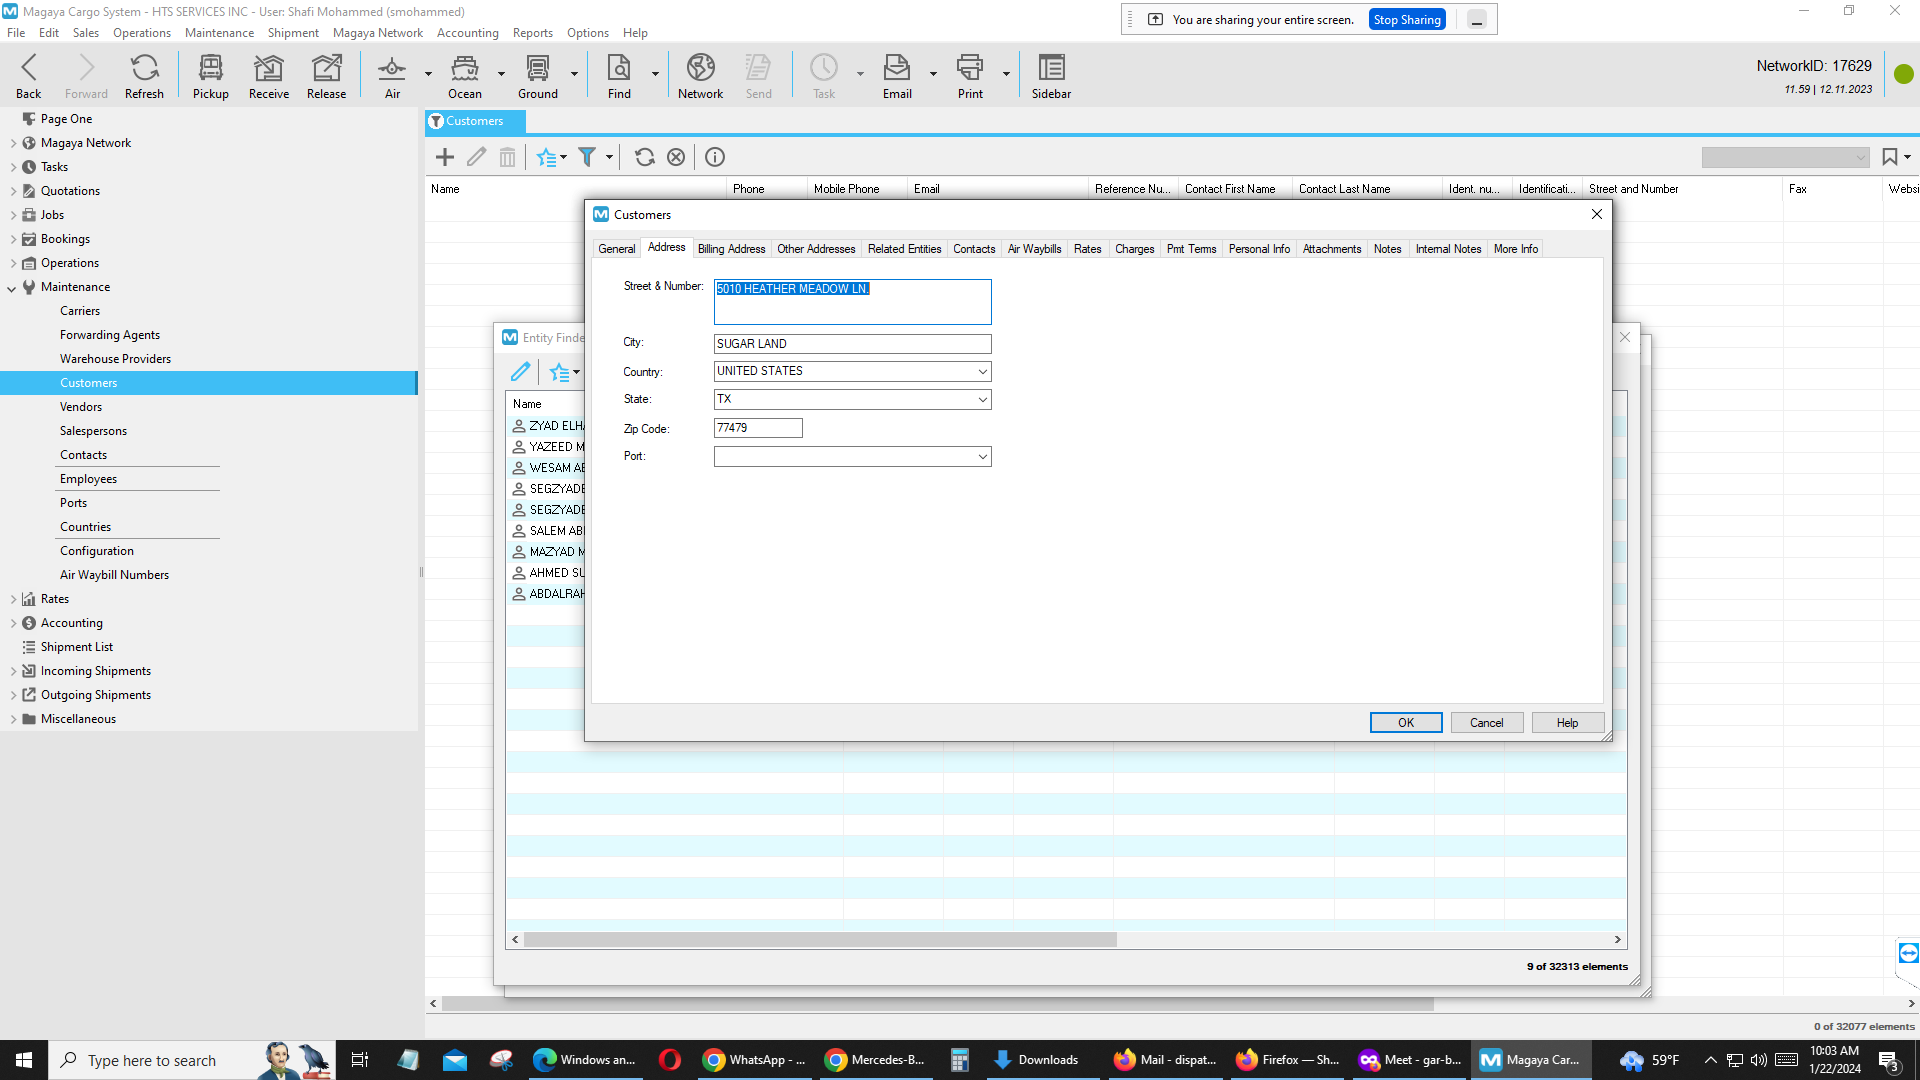 Magaya Cargo System - HTS SERVICES INC - User: Shafi Mohammed (smohammed)
You are sharing your entire screen. Stop Sharing
File Edit Sales Operations Maintenance Shipment Magaya Network Accounting Reports Options Help
Back Forward Refresh Pickup Receive Release Air Ocean Ground Find Network Send Task Email Print Sidebar
NetworkID: 17629
11.59 | 12.11.2023
Page One
Magaya Network
Tasks
Quotations
Jobs
Bookings
Operations
Maintenance
Carriers
Forwarding Agents
Warehouse Providers
Customers
Vendors
Salespersons
Contacts
Employees
Ports
Countries
Configuration
Air Waybill Numbers
Rates
Accounting
Shipment List
Incoming Shipments
Outgoing Shipments
Miscellaneous
Customers
Name Phone Mobile Phone Email Reference Nu... Contact First Name Contact Last Name Ident. nu... Identificati... Street and Number Fax Websi
Customers
General Address Billing Address Other Addresses Related Entities Contacts Air Waybills Rates Charges Pmt Terms Personal Info Attachments Notes Internal Notes More Info
Street & Number: 5010 HEATHER MEADOW LN.
City: SUGAR LAND
Country: UNITED STATES
State: TX
Zip Code: 77479
Port:
OK Cancel Help
Entity Finde
Name
ZYAD ELHA
YAZEED M
WESAM AB
SEGZYADE
SEGZYADE
SALEM ABI
MAZYAD M
AHMED SU
ABDALRAH
9 of 32313 elements
0 of 32077 elements
Type here to search
Windows an...
WhatsApp - ...
Mercedes-B...
Downloads
Mail - dispat...
Firefox — Sh...
Meet - gar-b...
Magaya Car...
59°F
10:03 AM
1/22/2024
3